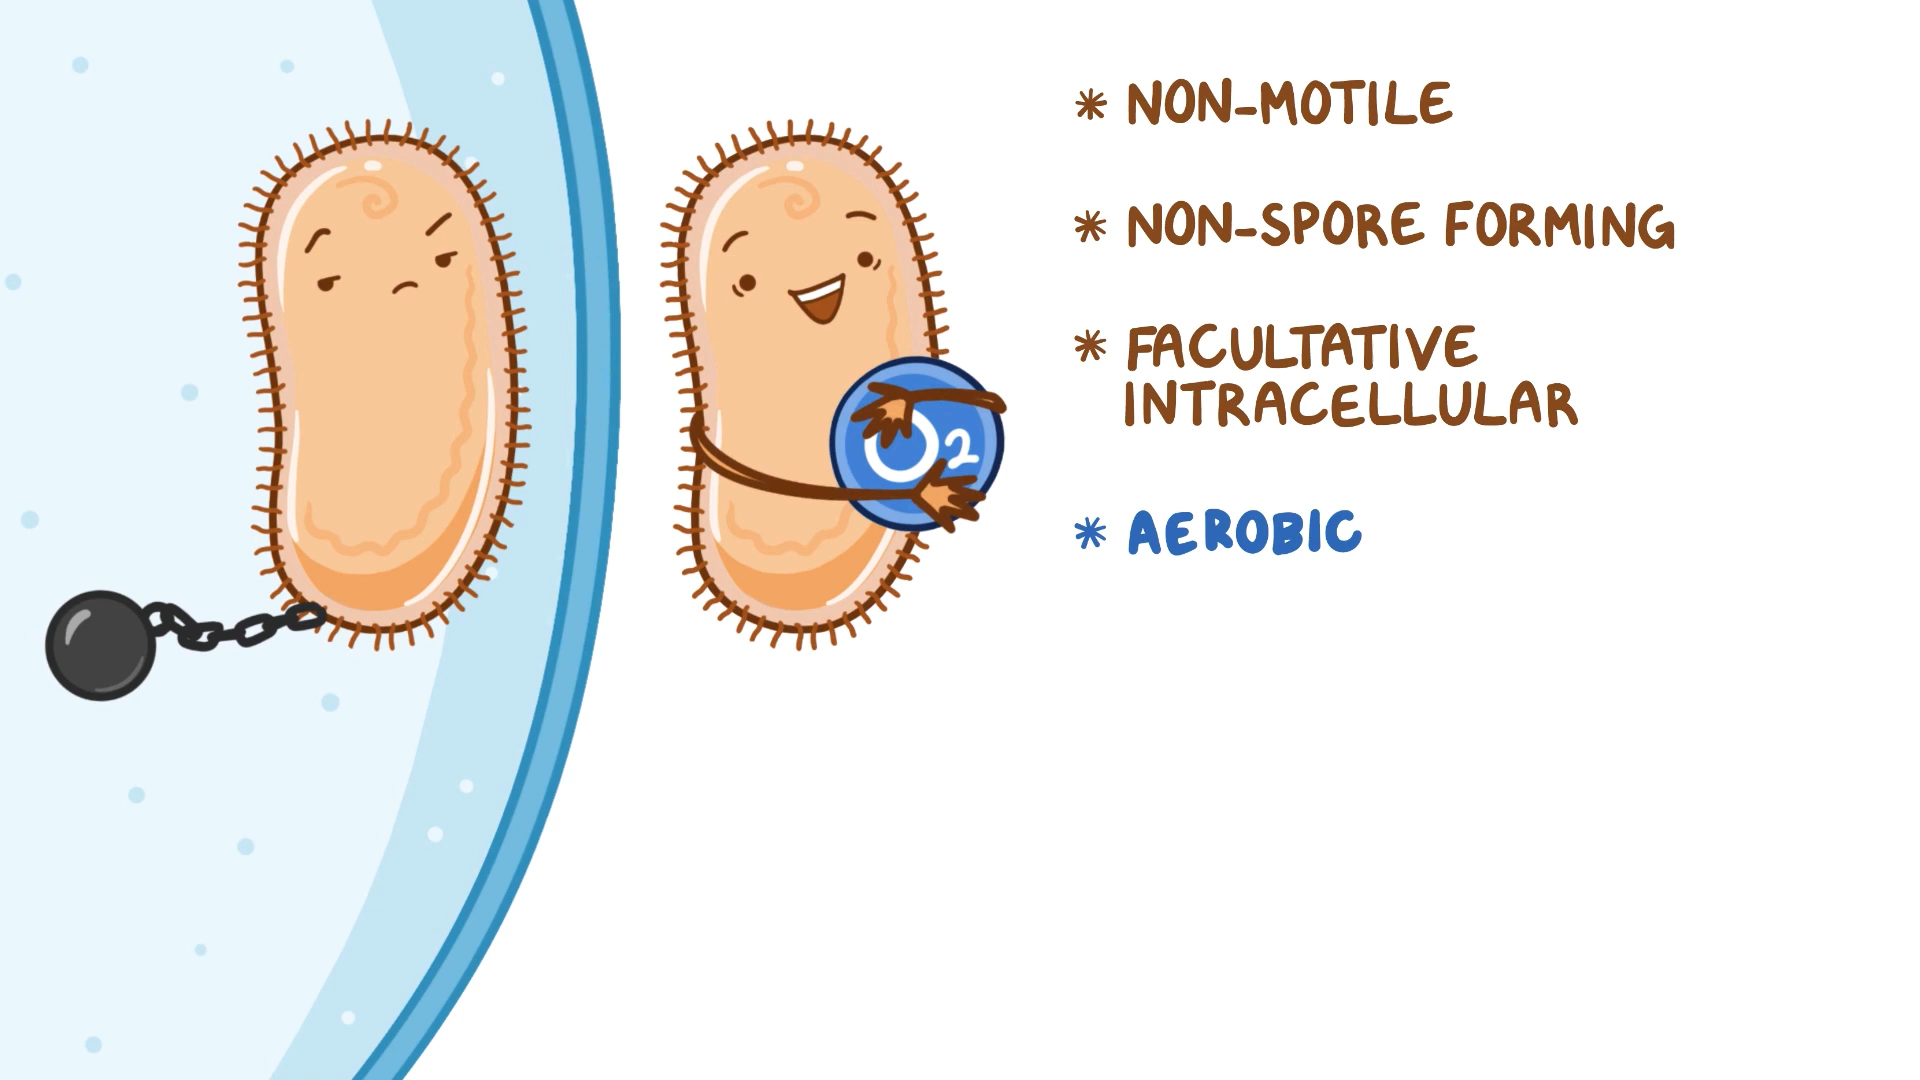 O2
* NON-MOTILE
* NON-SPORE FORMING
* FACULTATIVE
INTRACELLULAR
* AEROBIC